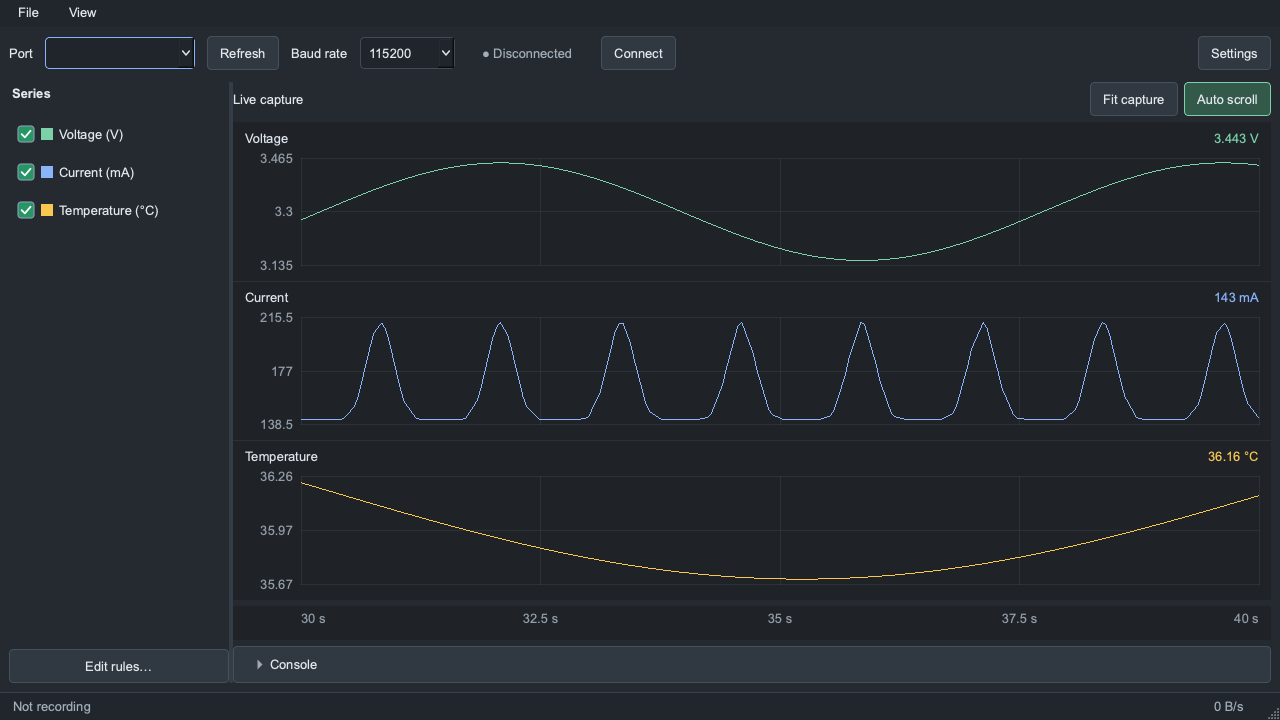 File View
Port Refresh Baud rate 115200 ● Disconnected Connect Settings
Series
Voltage (V)
Current (mA)
Temperature (°C)
Edit rules…
Live capture Fit capture Auto scroll
Voltage 3.443 V
3.465
3.3
3.135
Current 143 mA
215.5
177
138.5
Temperature 36.16 °C
36.26
35.97
35.67
30 s 32.5 s 35 s 37.5 s 40 s
Console
Not recording 0 B/s